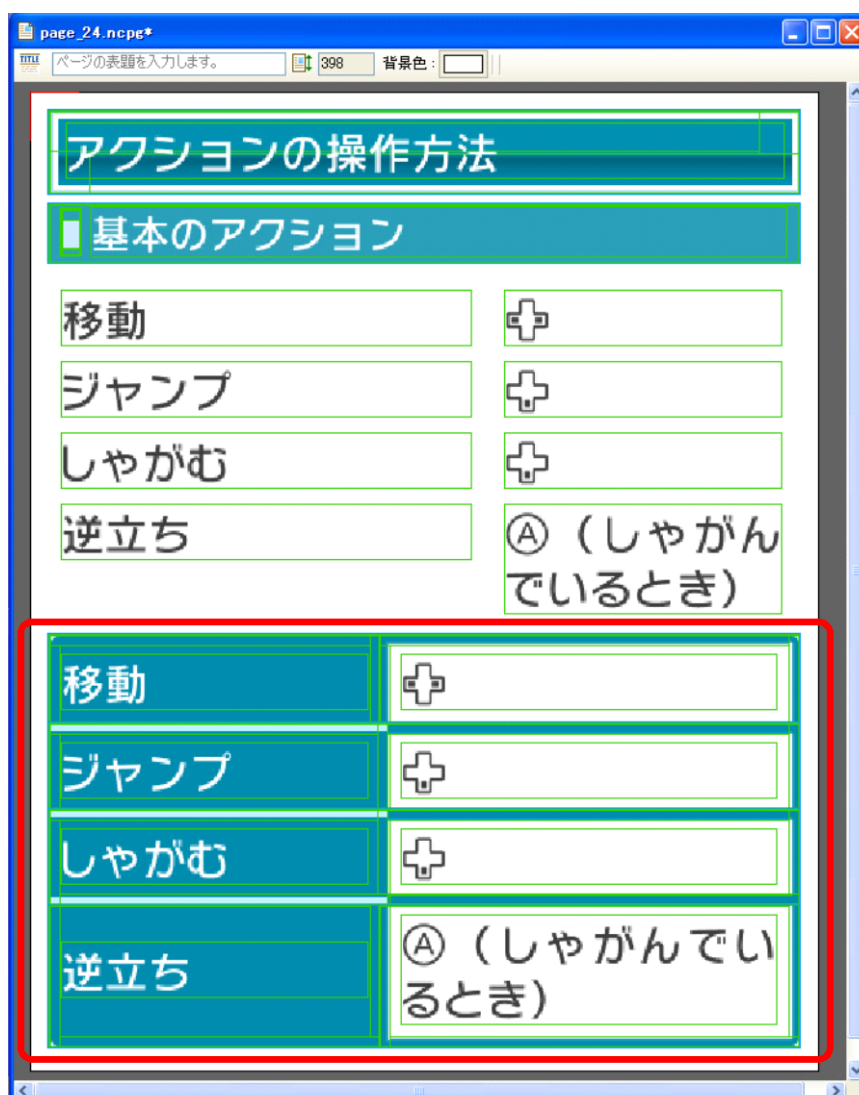 page_24.ncpg*
TITLE
ページの表題を入力します。
398
背景色 :
アクションの操作方法
基本のアクション
移動
ジャンプ
しゃがむ
逆立ち
Ⓐ（しゃがん
でいるとき）
移動
ジャンプ
しゃがむ
逆立ち
Ⓐ（しゃがんでい
るとき）